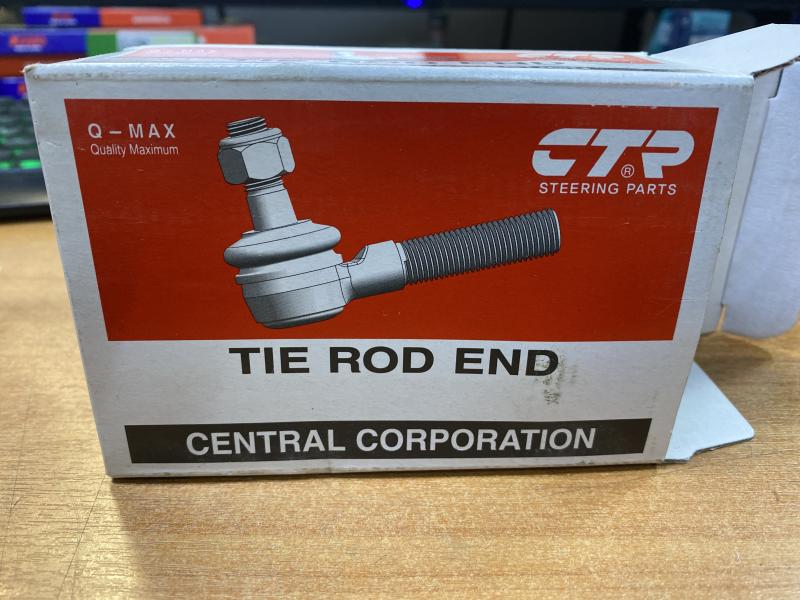 Q – MAX
Quality Maximum
CTR®
STEERING PARTS
TIE ROD END
CENTRAL CORPORATION